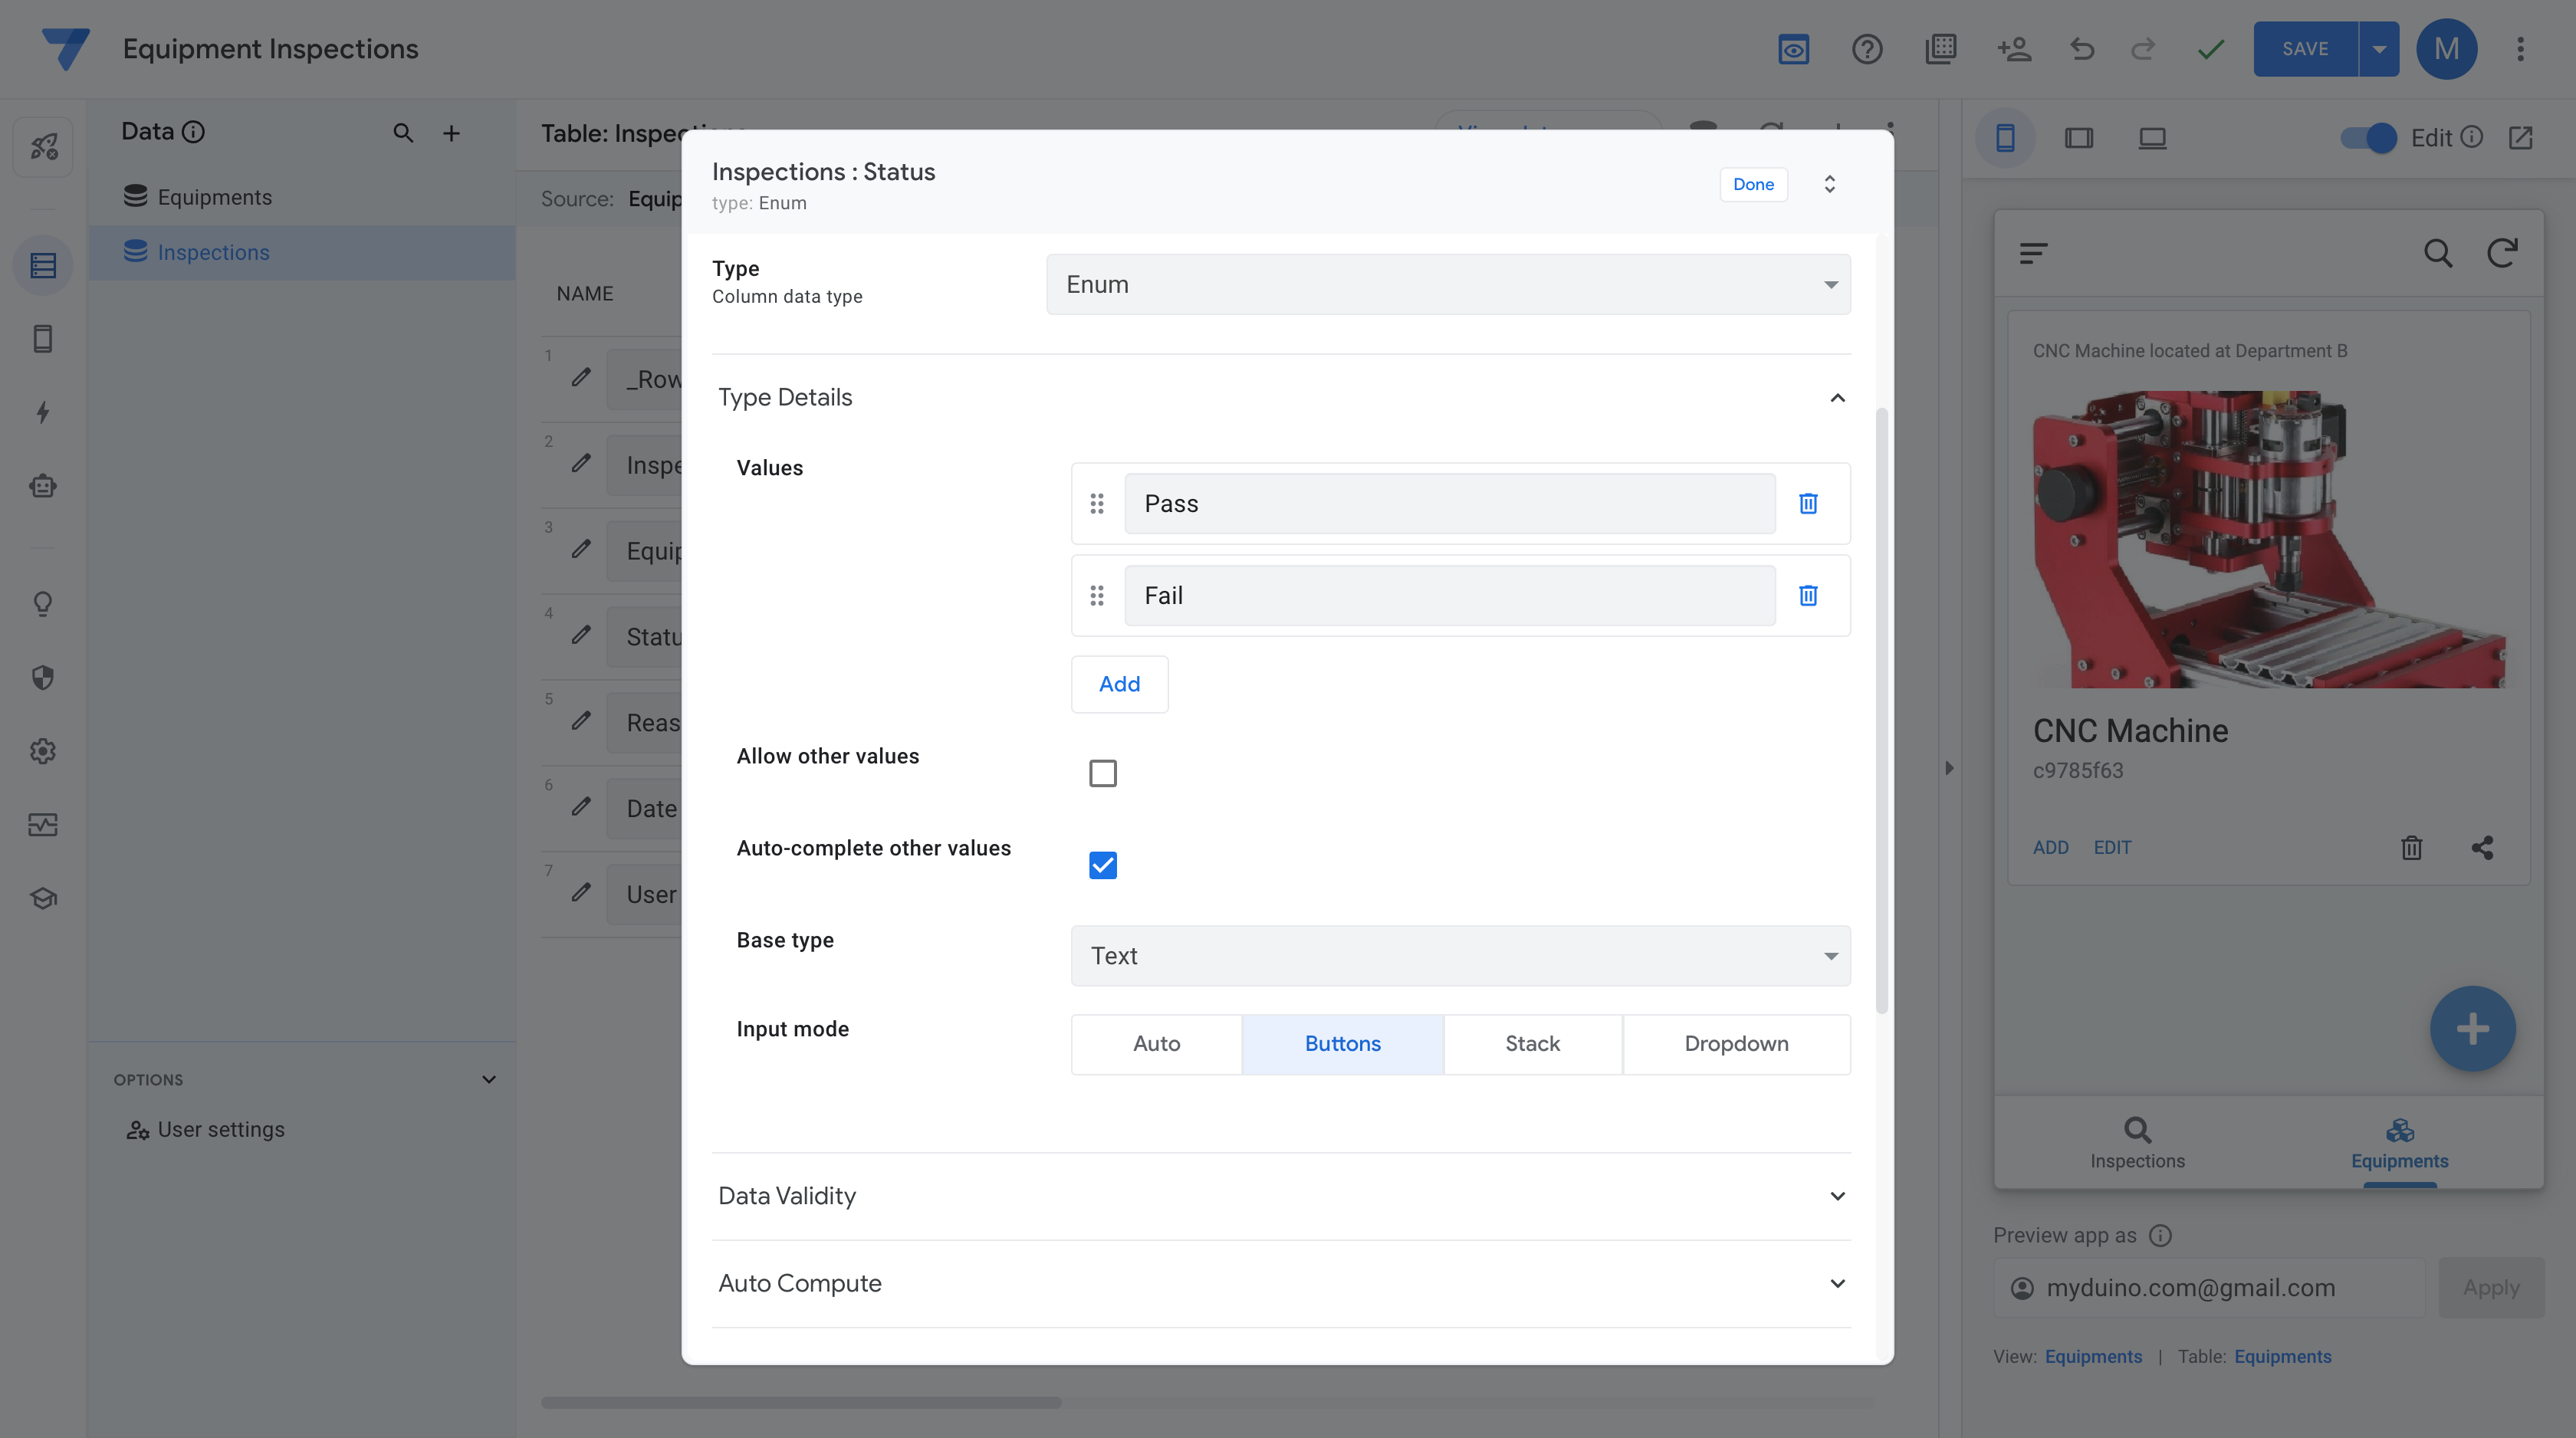 Equipment Inspections
SAVE
M
Data
Equipments
Inspections
OPTIONS
User settings
Table: Inspections
Source: Equip
NAME
1
_Row
2
Inspe
3
Equip
4
Statu
5
Reas
6
Date
7
User
Inspections : Status
type: Enum
Done
Type
Column data type
Enum
Type Details
Values
Pass
Fail
Add
Allow other values
Auto-complete other values
Base type
Text
Input mode
Auto
Buttons
Stack
Dropdown
Data Validity
Auto Compute
Edit
CNC Machine located at Department B
CNC Machine
c9785f63
ADD
EDIT
Inspections
Equipments
Preview app as
myduino.com@gmail.com
Apply
View: Equipments | Table: Equipments